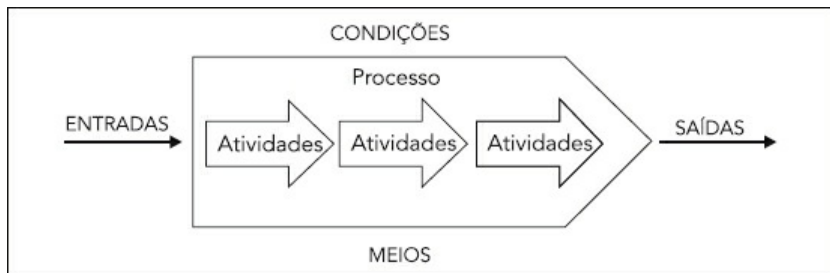 CONDIÇÕES
Processo
ENTRADAS
Atividades
Atividades
Atividades
SAÍDAS
MEIOS